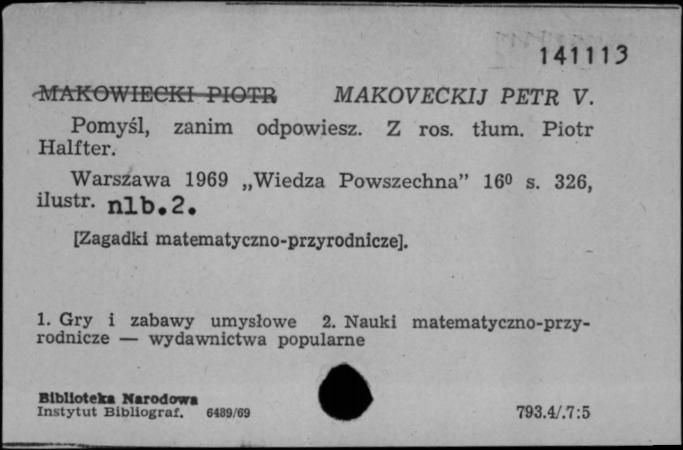 141113
MAKOWIECKI PIOTR MAKOVECKIJ PETR V.
Pomyśl, zanim odpowiesz. Z ros. tłum. Piotr
Halfter.
Warszawa 1969 „Wiedza Powszechna” 16⁰ s. 326,
ilustr. nlb.2.
[Zagadki matematyczno-przyrodnicze].
1. Gry i zabawy umysłowe 2. Nauki matematyczno-przy-
rodnicze — wydawnictwa popularne
Biblioteka Narodowa
Instytut Bibliograf. 6489/69 793.4/.7:5